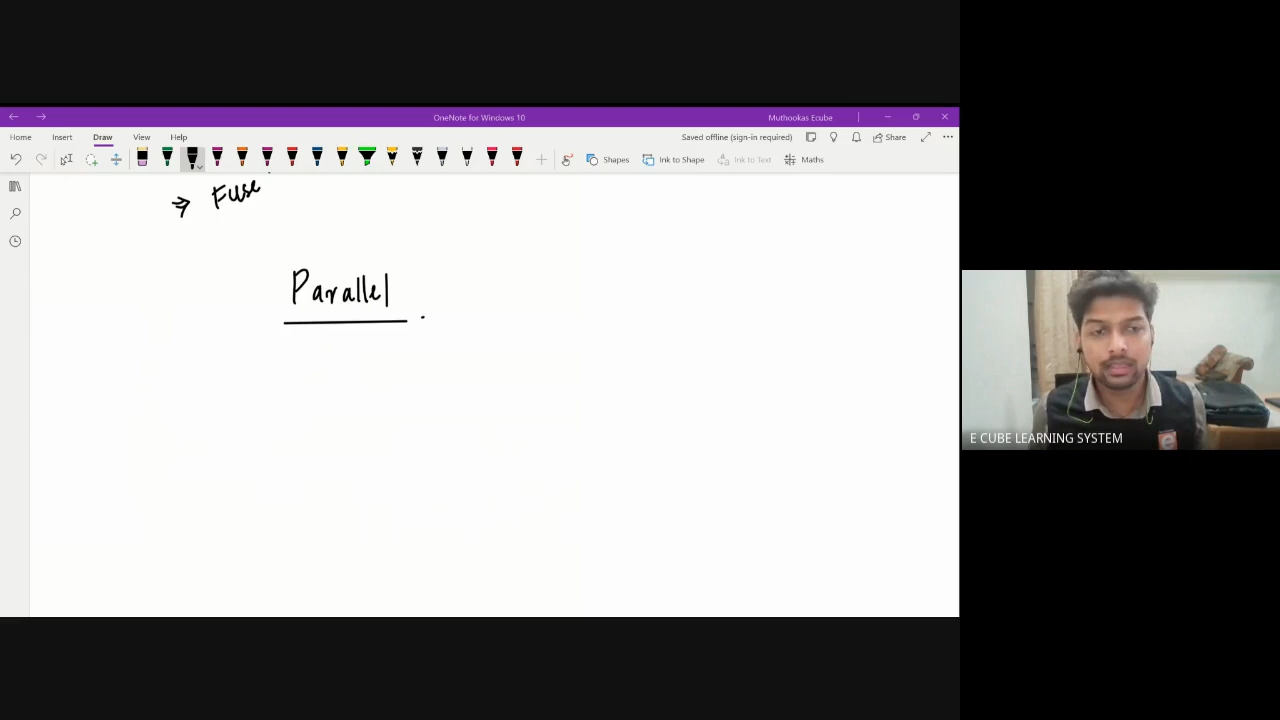 OneNote for Windows 10
Muthookas Ecube
Home Insert Draw View Help
Saved offline (sign-in required)
Share
Shapes
Ink to Shape
Ink to Text
Maths
⇒ Fuse
Parallel
E CUBE LEARNING SYSTEM